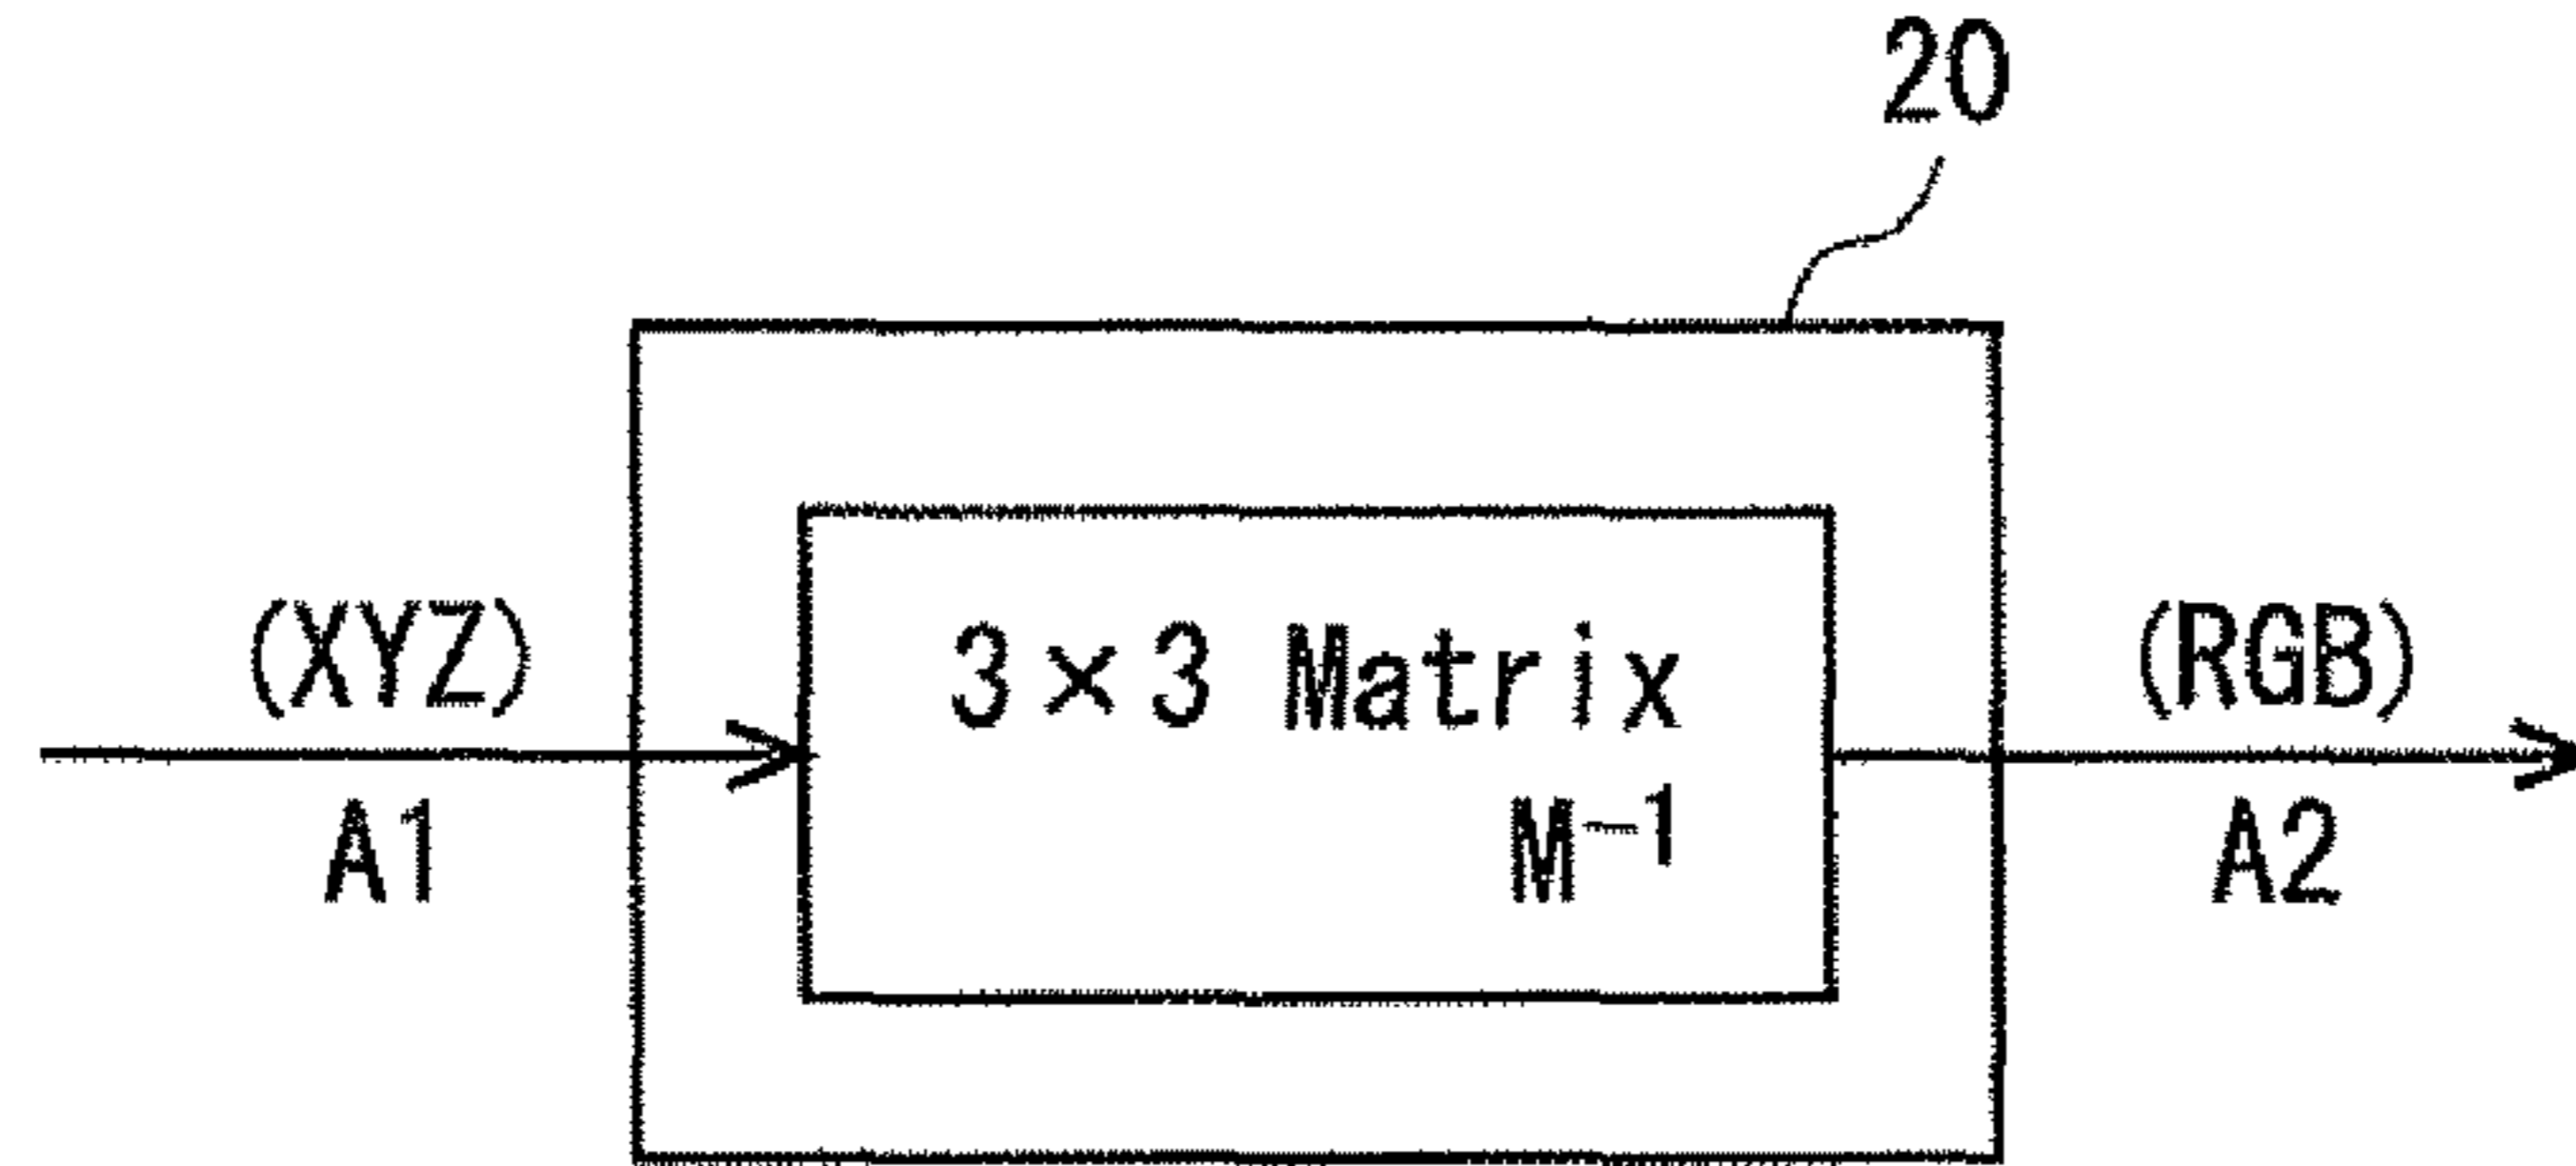 20
(XYZ)
A1
3×3 Matrix
M⁻¹
(RGB)
A2